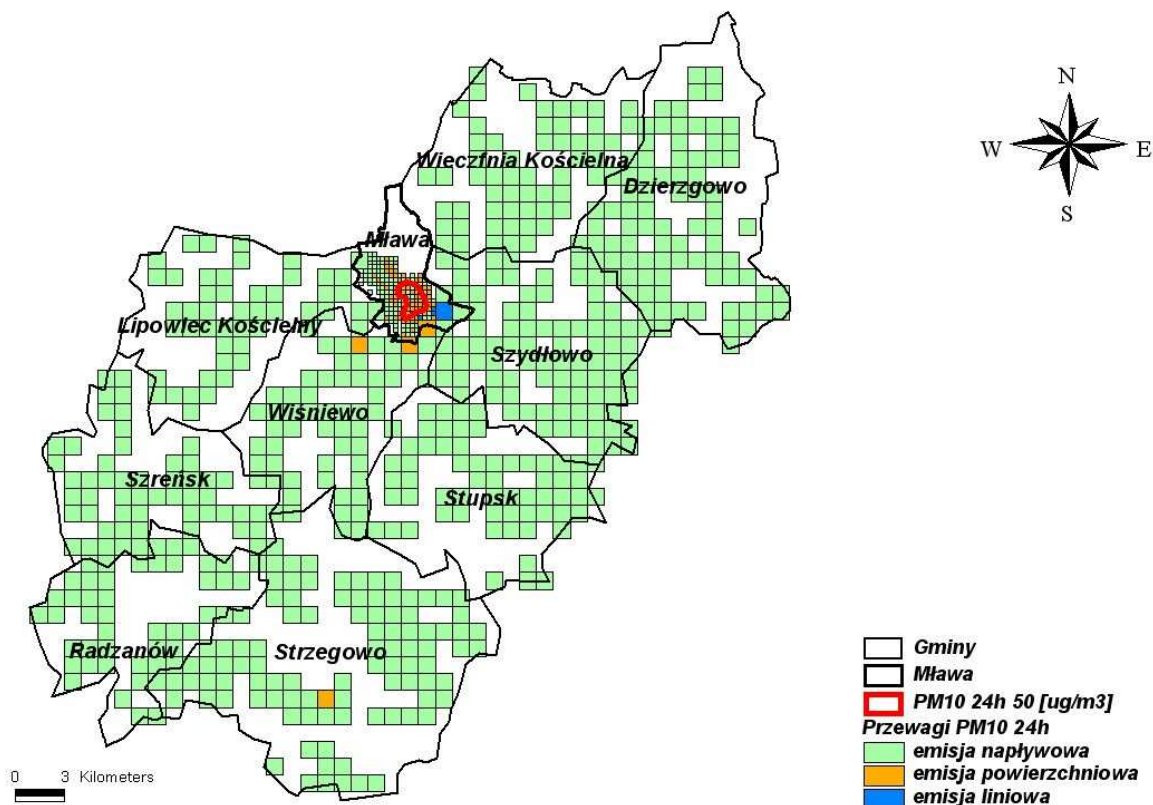 N
W E
S
Wieczfnia Kościelna
Dzierzgowo
Mława
Lipowiec Kościelny
Szydłowo
Wiśniewo
Szreńsk
Stupsk
Radzanów
Strzegowo
Gminy
Mława
PM10 24h 50 [ug/m3]
Przewagi PM10 24h
emisja napływowa
emisja powierzchniowa
emisja liniowa
0 3 Kilometers